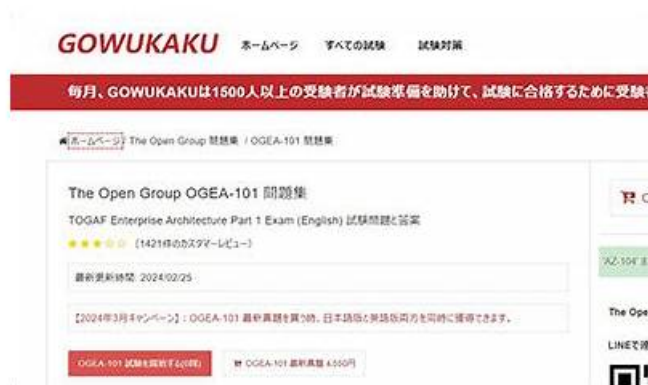 GOWUKAKU ホームページ すべての試験 試験対策
毎月、GOWUKAKUは1500人以上の受験者が試験準備を助けて、試験に合格するために受験者
ホームページ / The Open Group 問題集 / OGEA-101 問題集
The Open Group OGEA-101 問題集
TOGAF Enterprise Architecture Part 1 Exam (English) 試験問題と答案
(1421件のカスタマーレビュー)
最新更新時間: 2024/02/25
【2024年3月キャンペーン】:OGEA-101 最新真題を買う時、日本語版と英語版両方を同時に獲得できます。
OGEA-101 試験を開始する(0問) OGEA-101 最新真題 4,550円
"AZ-104"
The Ope
LINEで